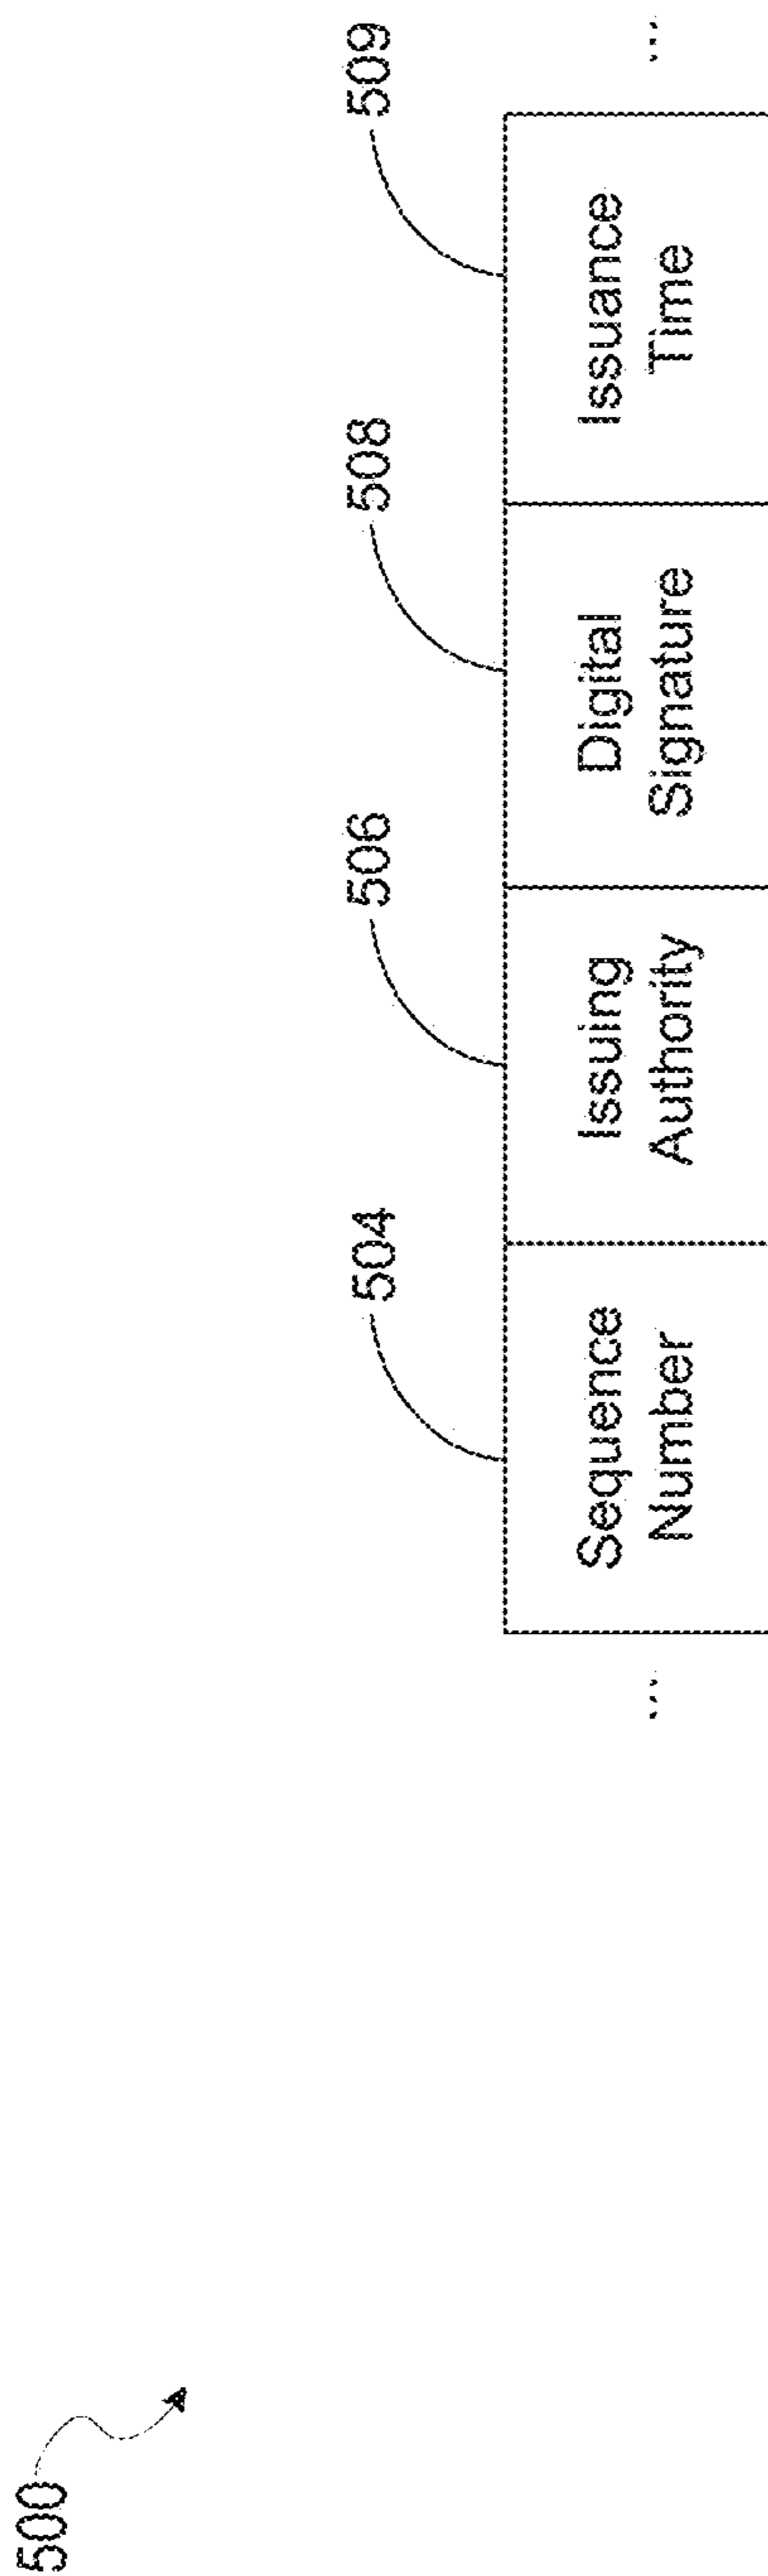 500
504
506
508
509
...
Sequence
Number
Issuing
Authority
Digital
Signature
Issuance
Time
...